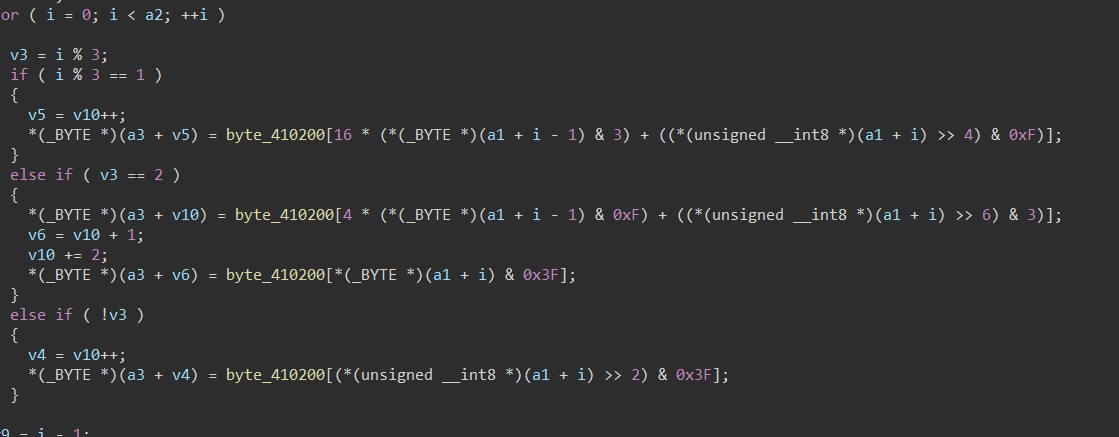 or ( i = 0; i < a2; ++i )
v3 = i % 3;
if ( i % 3 == 1 )
{
v5 = v10++;
*(_BYTE *)(a3 + v5) = byte_410200[16 * (*(_BYTE *)(a1 + i - 1) & 3) + ((*(unsigned __int8 *)(a1 + i) >> 4) & 0xF)];
}
else if ( v3 == 2 )
{
*(_BYTE *)(a3 + v10) = byte_410200[4 * (*(_BYTE *)(a1 + i - 1) & 0xF) + ((*(unsigned __int8 *)(a1 + i) >> 6) & 3)];
v6 = v10 + 1;
v10 += 2;
*(_BYTE *)(a3 + v6) = byte_410200[*(_BYTE *)(a1 + i) & 0x3F];
}
else if ( !v3 )
{
v4 = v10++;
*(_BYTE *)(a3 + v4) = byte_410200[(*(unsigned __int8 *)(a1 + i) >> 2) & 0x3F];
}
9 = i - 1;